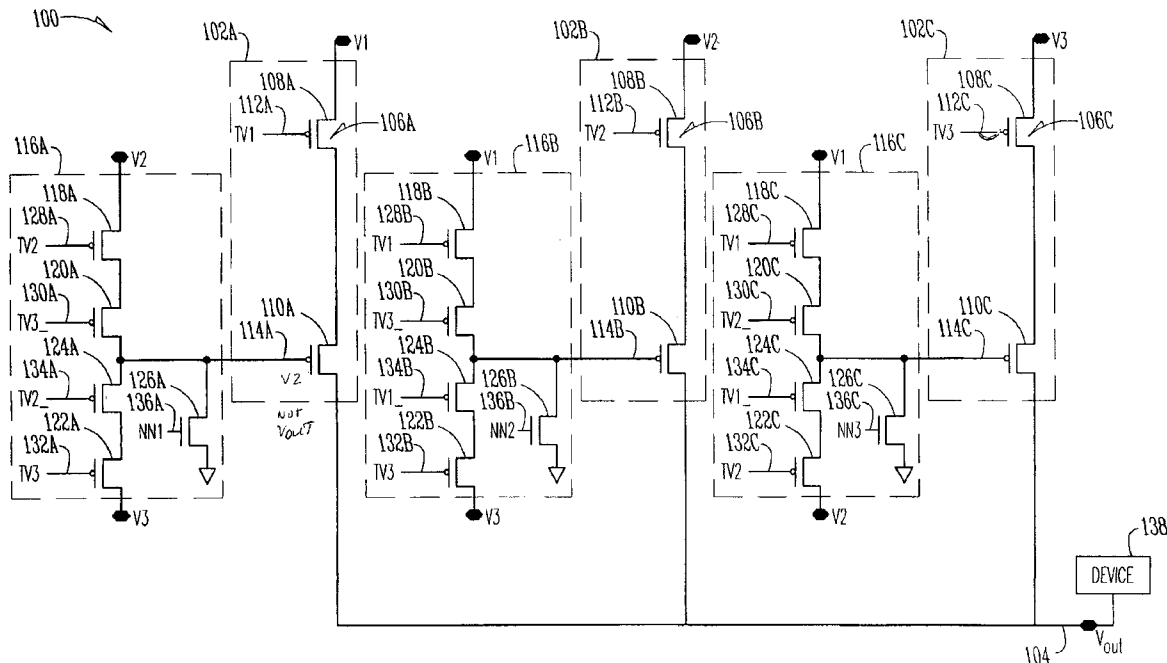 100
102A
V1
102B
V2
102C
V3
108A
112A
TV1
106A
108B
112B
TV2
106B
108C
112C
TV3
106C
116A
V2
118A
128A
TV2
120A
130A
TV3_
124A
134A
TV2_
126A
136A
NN1
122A
132A
TV3
V3
110A
114A
V2
NOT
VOUT
V1
116B
118B
128B
TV1
120B
130B
TV3_
124B
134B
TV1_
126B
136B
NN2
122B
132B
TV3
V3
110B
114B
V1
116C
118C
128C
TV1
120C
130C
TV2_
124C
134C
TV1_
126C
136C
NN3
122C
132C
TV2
V2
110C
114C
138
DEVICE
104
Vout